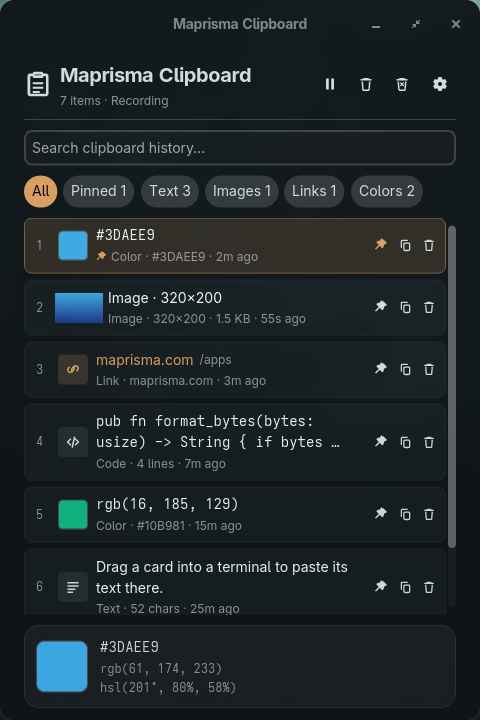 Maprisma Clipboard
Maprisma Clipboard
7 items · Recording
Search clipboard history...
All
Pinned 1
Text 3
Images 1
Links 1
Colors 2
1
#3DAEE9
Color · #3DAEE9 · 2m ago
2
Image · 320×200
Image · 320×200 · 1.5 KB · 55s ago
3
maprisma.com /apps
Link · maprisma.com · 3m ago
4
pub fn format_bytes(bytes:
usize) -> String { if bytes …
Code · 4 lines · 7m ago
5
rgb(16, 185, 129)
Color · #10B981 · 15m ago
6
Drag a card into a terminal to paste its
text there.
Text · 52 chars · 25m ago
#3DAEE9
rgb(61, 174, 233)
hsl(201°, 80%, 58%)